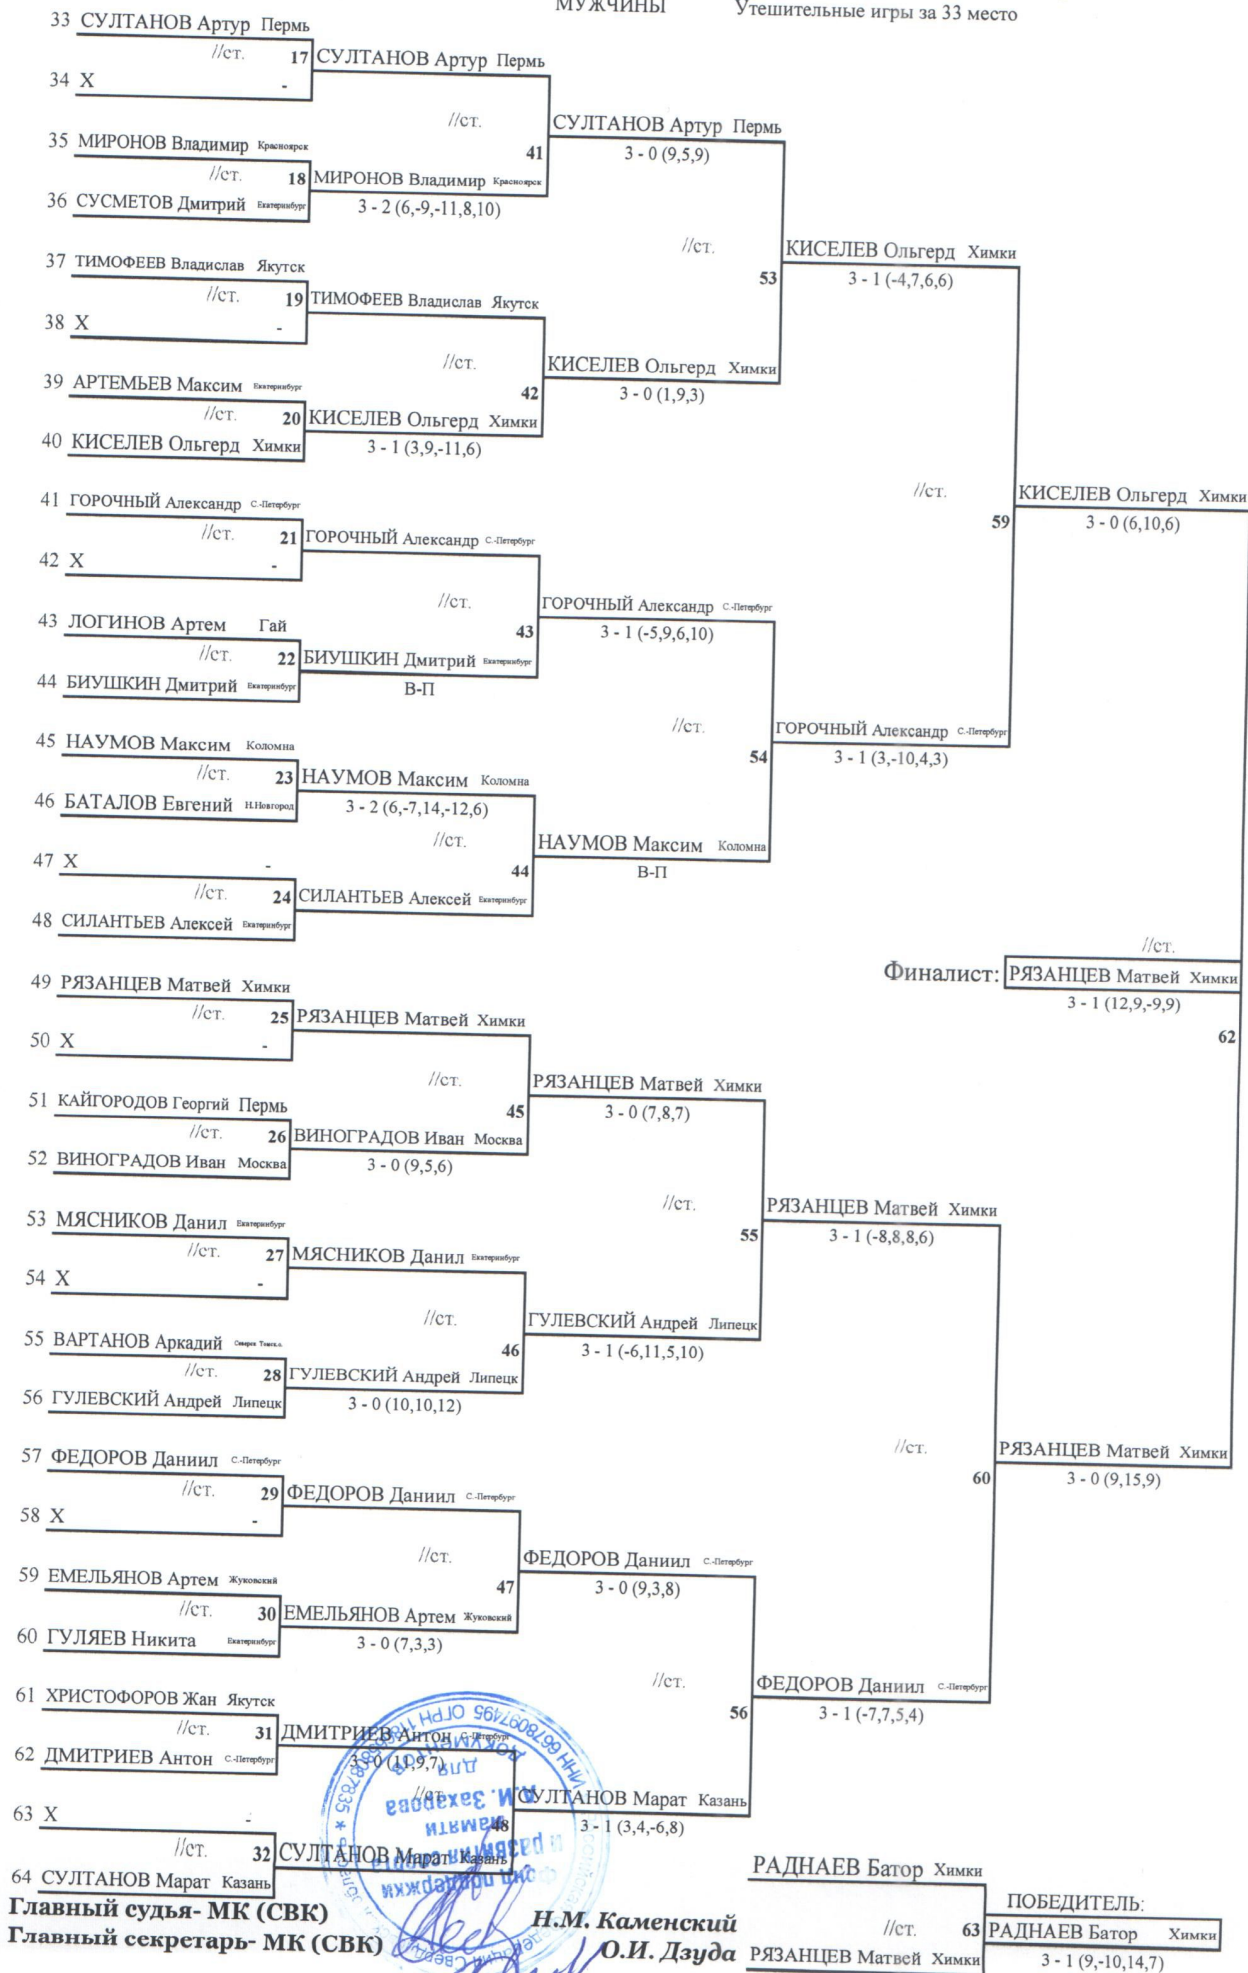 МУЖЧИНЫ Утешительные игры за 33 место
33 СУЛТАНОВ Артур Пермь
//ст. 17 СУЛТАНОВ Артур Пермь
34 X -
//ст. 41 СУЛТАНОВ Артур Пермь
3 - 0 (9,5,9)
35 МИРОНОВ Владимир Красноярск
//ст. 18 МИРОНОВ Владимир Красноярск
36 СУСМЕТОВ Дмитрий Екатеринбург
3 - 2 (6,-9,-11,8,10)
//ст. 53 КИСЕЛЕВ Ольгерд Химки
3 - 1 (-4,7,6,6)
37 ТИМОФЕЕВ Владислав Якутск
//ст. 19 ТИМОФЕЕВ Владислав Якутск
38 X -
//ст. 42 КИСЕЛЕВ Ольгерд Химки
3 - 0 (1,9,3)
39 АРТЕМЬЕВ Максим Екатеринбург
//ст. 20 КИСЕЛЕВ Ольгерд Химки
40 КИСЕЛЕВ Ольгерд Химки
3 - 1 (3,9,-11,6)
//ст. 59 КИСЕЛЕВ Ольгерд Химки
3 - 0 (6,10,6)
41 ГОРОЧНЫЙ Александр С.-Петербург
//ст. 21 ГОРОЧНЫЙ Александр С.-Петербург
42 X -
//ст. 43 ГОРОЧНЫЙ Александр С.-Петербург
3 - 1 (-5,9,6,10)
43 ЛОГИНОВ Артем Гай
//ст. 22 БИУШКИН Дмитрий Екатеринбург
44 БИУШКИН Дмитрий Екатеринбург
В-П
//ст. 54 ГОРОЧНЫЙ Александр С.-Петербург
3 - 1 (3,-10,4,3)
45 НАУМОВ Максим Коломна
//ст. 23 НАУМОВ Максим Коломна
46 БАТАЛОВ Евгений Н.Новгород
3 - 2 (6,-7,14,-12,6)
//ст. 44 НАУМОВ Максим Коломна
В-П
47 X -
//ст. 24 СИЛАНТЬЕВ Алексей Екатеринбург
48 СИЛАНТЬЕВ Алексей Екатеринбург
//ст.
Финалист: РЯЗАНЦЕВ Матвей Химки
3 - 1 (12,9,-9,9)
62
49 РЯЗАНЦЕВ Матвей Химки
//ст. 25 РЯЗАНЦЕВ Матвей Химки
50 X -
//ст. 45 РЯЗАНЦЕВ Матвей Химки
3 - 0 (7,8,7)
51 КАЙГОРОДОВ Георгий Пермь
//ст. 26 ВИНОГРАДОВ Иван Москва
52 ВИНОГРАДОВ Иван Москва
3 - 0 (9,5,6)
//ст. 55 РЯЗАНЦЕВ Матвей Химки
3 - 1 (-8,8,8,6)
53 МЯСНИКОВ Данил Екатеринбург
//ст. 27 МЯСНИКОВ Данил Екатеринбург
54 X -
//ст. 46 ГУЛЕВСКИЙ Андрей Липецк
3 - 1 (-6,11,5,10)
55 ВАРТАНОВ Аркадий
//ст. 28 ГУЛЕВСКИЙ Андрей Липецк
56 ГУЛЕВСКИЙ Андрей Липецк
3 - 0 (10,10,12)
//ст. 60 РЯЗАНЦЕВ Матвей Химки
3 - 0 (9,15,9)
57 ФЕДОРОВ Даниил С.-Петербург
//ст. 29 ФЕДОРОВ Даниил С.-Петербург
58 X -
//ст. 47 ФЕДОРОВ Даниил С.-Петербург
3 - 0 (9,3,8)
59 ЕМЕЛЬЯНОВ Артем Жуковский
//ст. 30 ЕМЕЛЬЯНОВ Артем Жуковский
60 ГУЛЯЕВ Никита Екатеринбург
3 - 0 (7,3,3)
//ст. 56 ФЕДОРОВ Даниил С.-Петербург
3 - 1 (-7,7,5,4)
61 ХРИСТОФОРОВ Жан Якутск
//ст. 31 ДМИТРИЕВ Антон С.-Петербург
62 ДМИТРИЕВ Антон С.-Петербург
3 - 0 (11,9,7)
//ст. 48 СУЛТАНОВ Марат Казань
3 - 1 (3,4,-6,8)
63 X -
//ст. 32 СУЛТАНОВ Марат Казань
64 СУЛТАНОВ Марат Казань
ИНН 6678097495 ОГРН
ДЛЯ ДОКУМЕНТОВ
Фонд поддержки и развития спорта памяти А.И. Захарова
РАДНАЕВ Батор Химки
//ст. 63
ПОБЕДИТЕЛЬ:
РАДНАЕВ Батор Химки
РЯЗАНЦЕВ Матвей Химки
3 - 1 (9,-10,14,7)
Главный судья- МК (СВК) Н.М. Каменский
Главный секретарь- МК (СВК) О.И. Дзуда